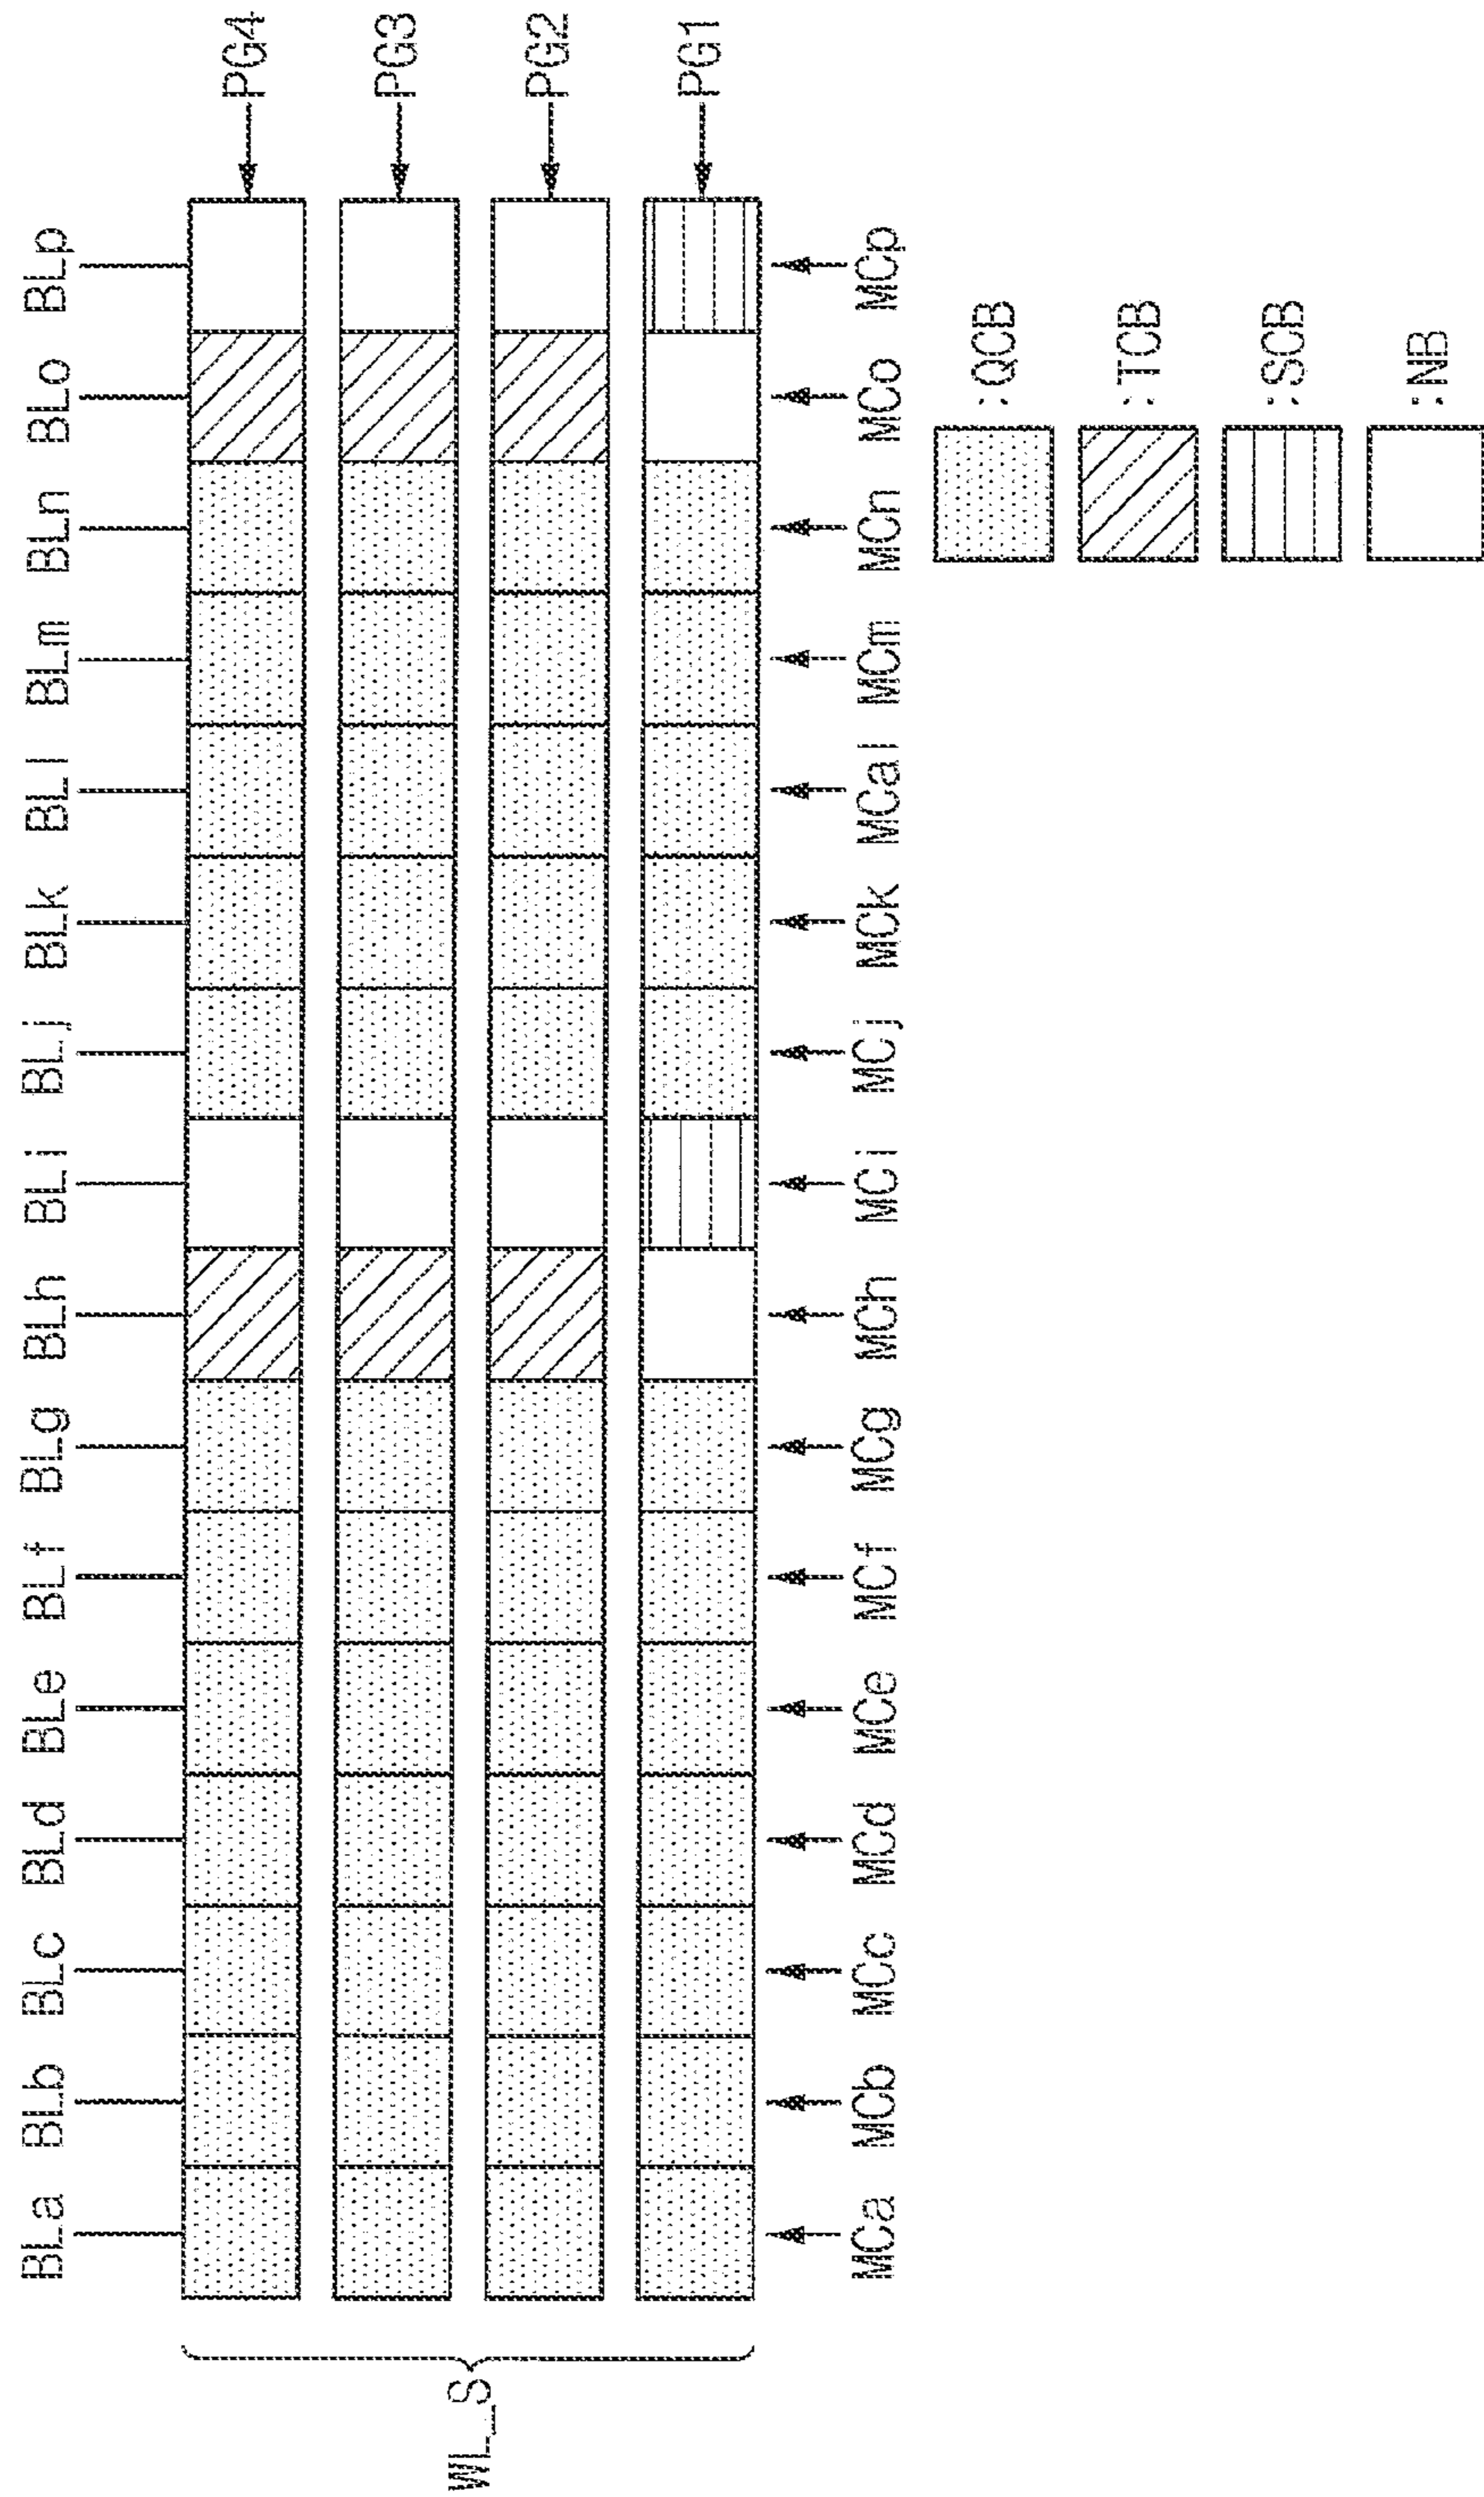 BLa BLb BLc BLd BLe BLf BLg BLh BLi BLj BLk BLl BLm BLn BLo BLp
PG4
PG3
WL_S
PG2
PG1
MCa MCb MCc MCd MCe MCf MCg MCh MCi MCj MCk MCal MCm MCn MCo MCp
:QCB
:TCB
:SCB
:NB